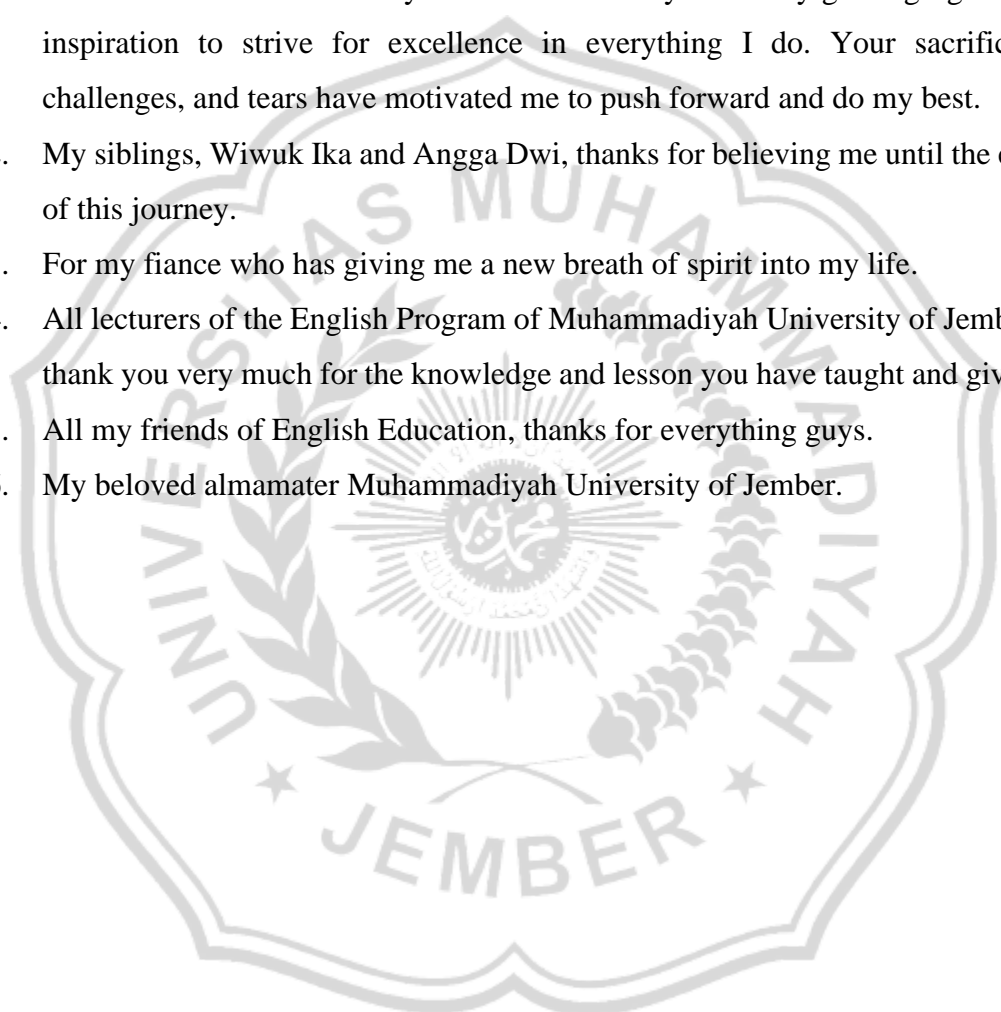 inspiration to strive for excellence in everything I do. Your
challenges, and tears have motivated me to push forward and do my best.
My siblings, Wiwuk Ika and Angga Dwi, thanks for believing me until the
of this journey.
For my fiance who has giving me a new breath of spirit into my life.
All lecturers of the English Program of Muhammadiyah University of
thank you very much for the knowledge and lesson you have taught and
All my friends of English Education, thanks for everything guys.
My beloved almamater Muhammadiyah University of Jember.
UNIVERSITAS MUHAMMADIYAH
JEMBER